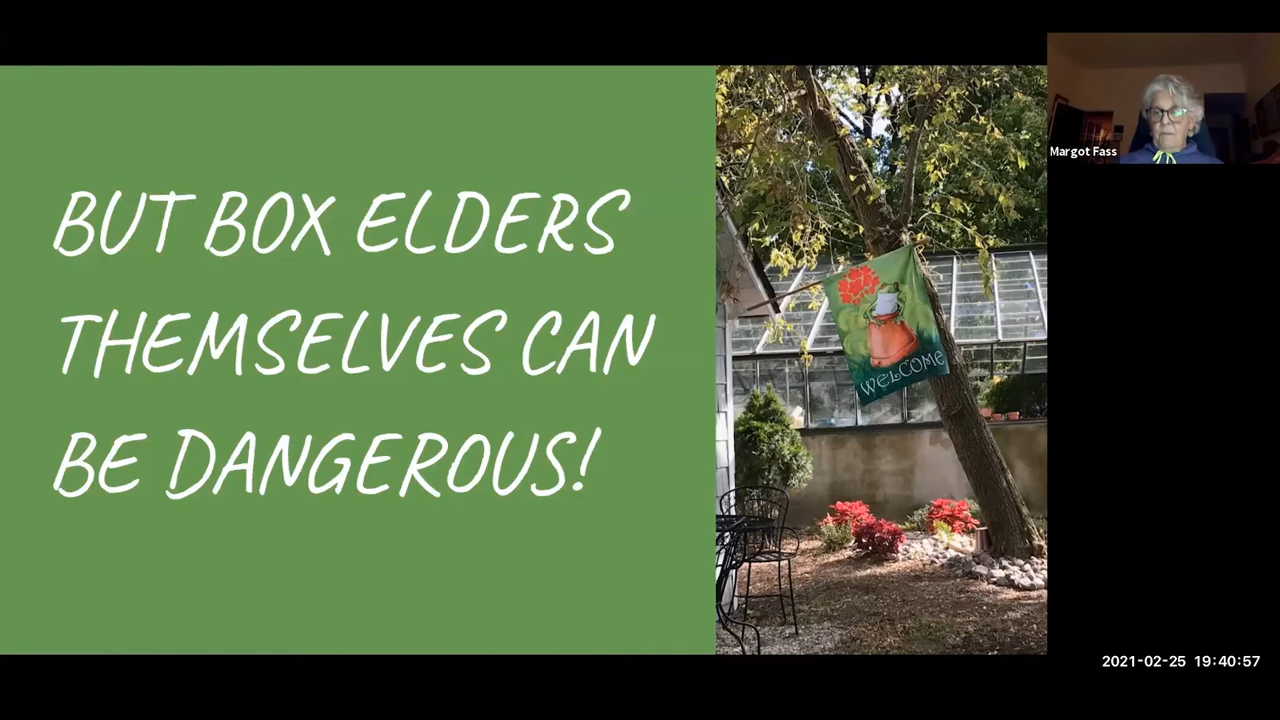 BUT BOX ELDERS
THEMSELVES CAN
BE DANGEROUS!
WELCOME
Margot Fass
2021-02-25 19:40:57